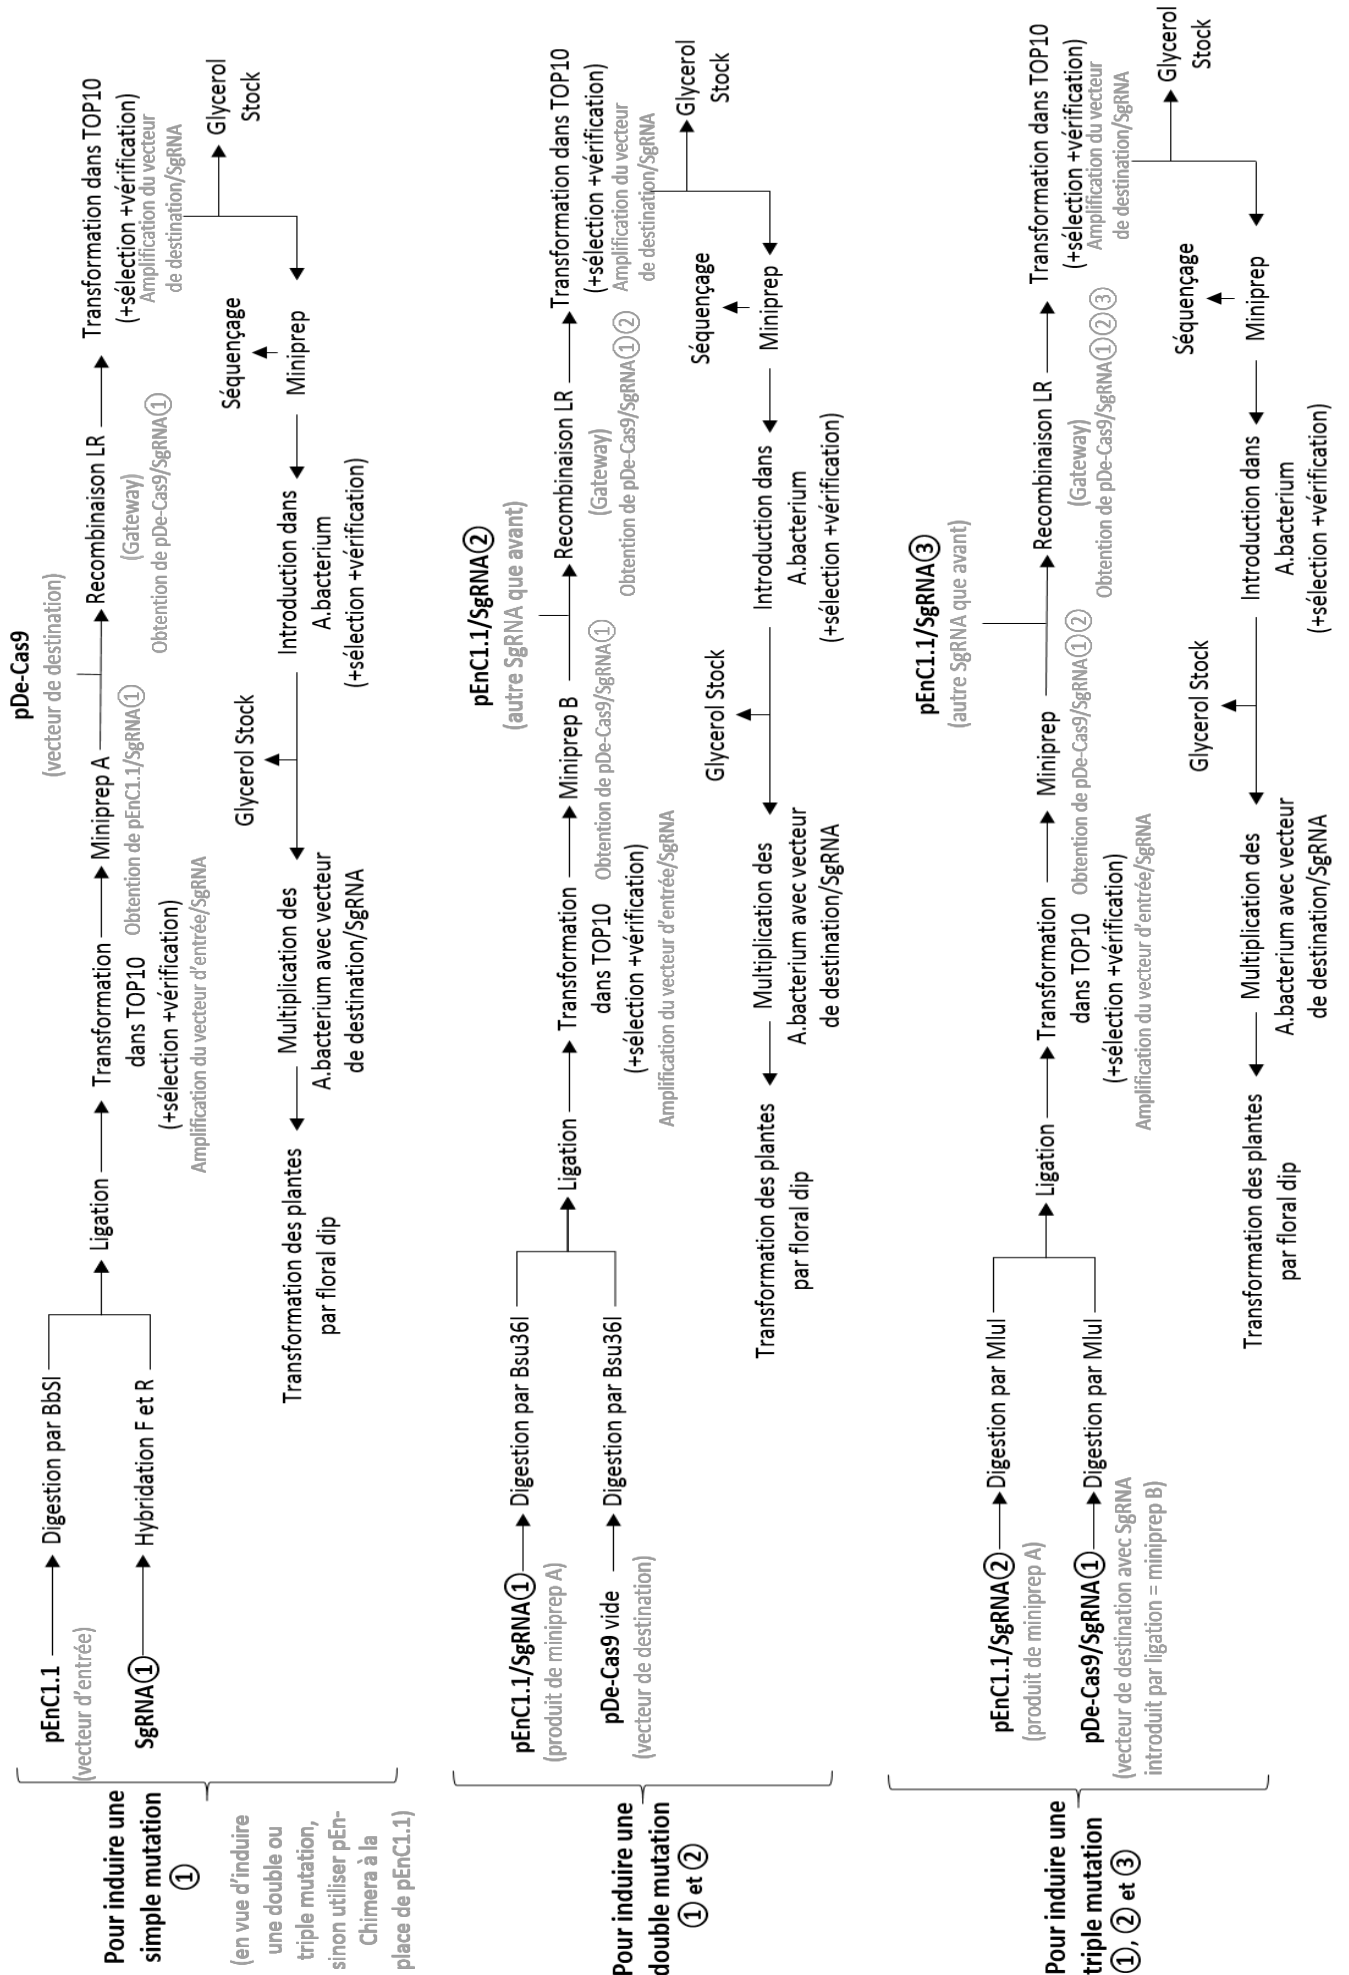 Pour induire une
simple mutation
①
(en vue d'induire
une double ou
triple mutation,
sinon utiliser pEn-
Chimera à la
place de pEnC1.1)
pEnC1.1
(vecteur d'entrée)
Digestion par BbSI
SgRNA①
Hybridation F et R
Ligation
Transformation
dans TOP10
(+sélection +vérification)
Amplification du vecteur d'entrée/SgRNA
Miniprep A
Obtention de pEnC1.1/SgRNA①
pDe-Cas9
(vecteur de destination)
Recombinaison LR
(Gateway)
Obtention de pDe-Cas9/SgRNA①
Transformation dans TOP10
(+sélection +vérification)
Amplification du vecteur
de destination/SgRNA
Glycerol
Stock
Miniprep
Séquençage
Introduction dans
A.bacterium
(+sélection +vérification)
Glycerol Stock
Multiplication des
A.bacterium avec vecteur
de destination/SgRNA
Transformation des plantes
par floral dip
Pour induire une
double mutation
① et ②
pEnC1.1/SgRNA①
(produit de miniprep A)
Digestion par Bsu36I
pDe-Cas9 vide
(vecteur de destination)
Digestion par Bsu36I
Ligation
Transformation
dans TOP10
(+sélection +vérification)
Amplification du vecteur d'entrée/SgRNA
Miniprep B
Obtention de pDe-Cas9/SgRNA①
pEnC1.1/SgRNA②
(autre SgRNA que avant)
Recombinaison LR
(Gateway)
Obtention de pDe-Cas9/SgRNA①②
Transformation dans TOP10
(+sélection +vérification)
Amplification du vecteur
de destination/SgRNA
Glycerol
Stock
Miniprep
Séquençage
Introduction dans
A.bacterium
(+sélection +vérification)
Glycerol Stock
Multiplication des
A.bacterium avec vecteur
de destination/SgRNA
Transformation des plantes
par floral dip
Pour induire une
triple mutation
①, ② et ③
pEnC1.1/SgRNA②
(produit de miniprep A)
Digestion par MluI
pDe-Cas9/SgRNA①
(vecteur de destination avec SgRNA
introduit par ligation = miniprep B)
Digestion par MluI
Ligation
Transformation
dans TOP10
(+sélection +vérification)
Amplification du vecteur d'entrée/SgRNA
Miniprep
Obtention de pDe-Cas9/SgRNA①②
pEnC1.1/SgRNA③
(autre SgRNA que avant)
Recombinaison LR
(Gateway)
Obtention de pDe-Cas9/SgRNA①②③
Transformation dans TOP10
(+sélection +vérification)
Amplification du vecteur
de destination/SgRNA
Glycerol
Stock
Miniprep
Séquençage
Introduction dans
A.bacterium
(+sélection +vérification)
Glycerol Stock
Multiplication des
A.bacterium avec vecteur
de destination/SgRNA
Transformation des plantes
par floral dip